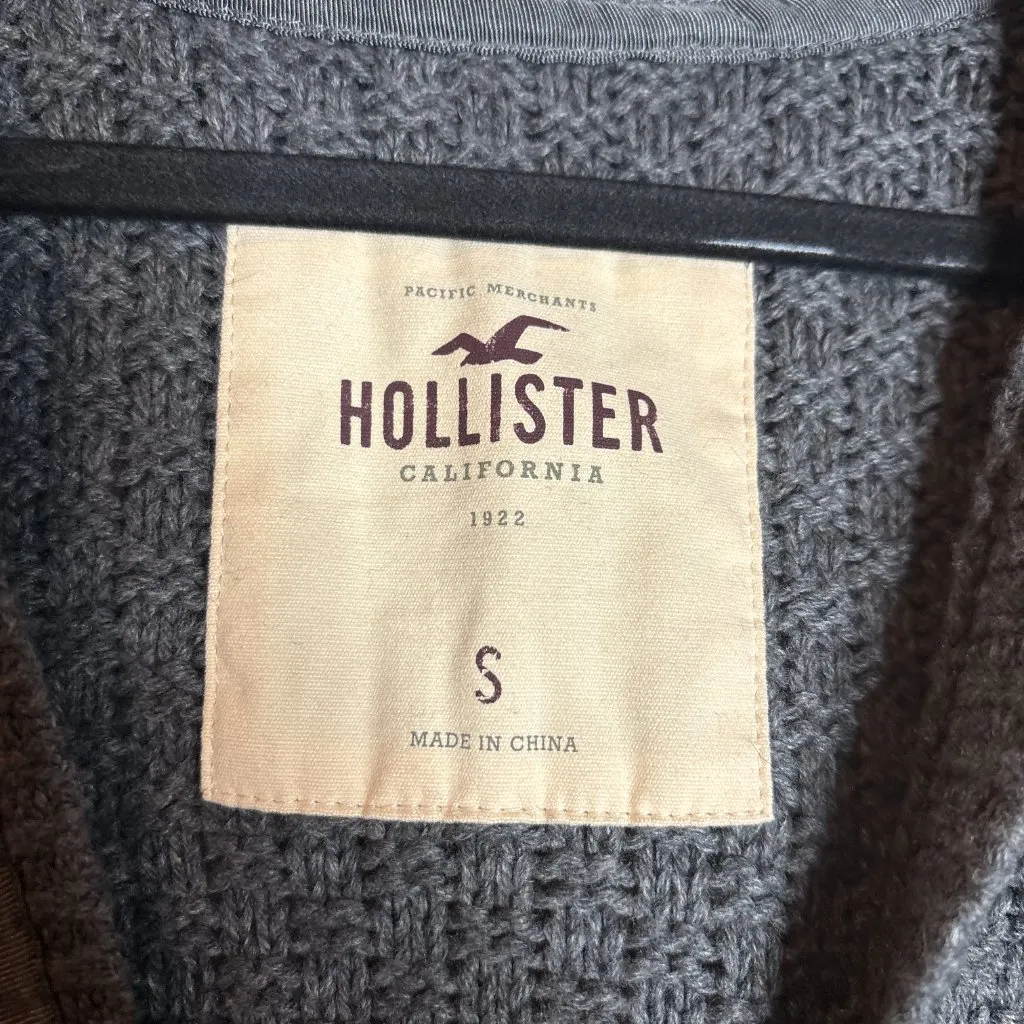 PACIFIC MERCHANTS
HOLLISTER
CALIFORNIA
1922
S
MADE IN CHINA